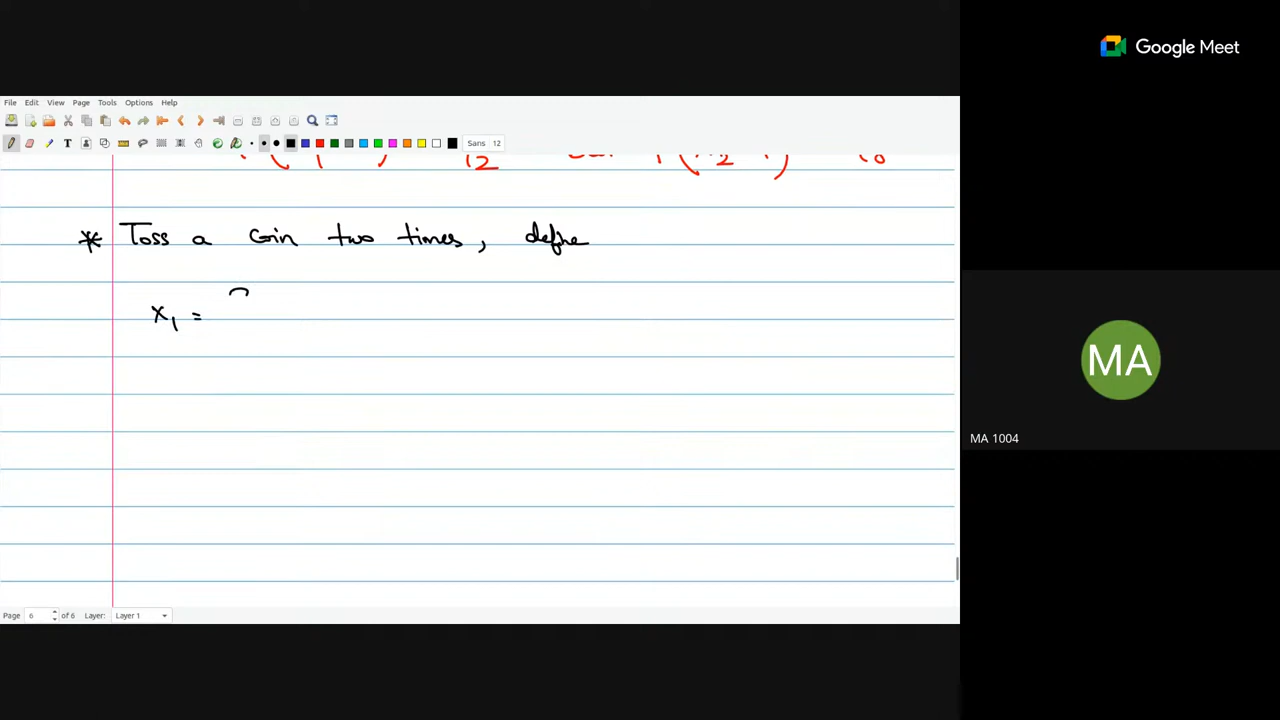 Google Meet
File Edit View Page Tools Options Help
Sans 12
12
* Toss a coin two times, define
X₁ =
MA
MA 1004
Page 6 of 6 Layer: Layer 1